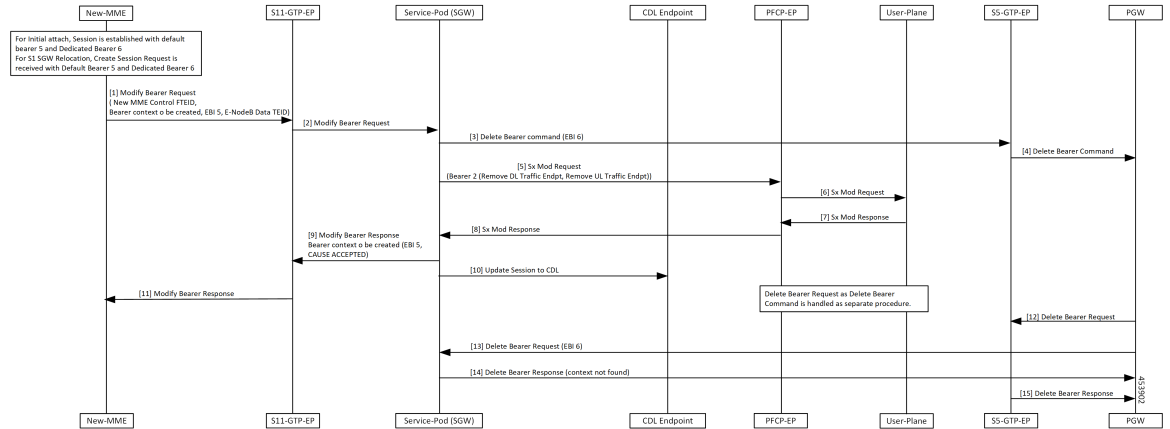 New-MME
S11-GTP-EP
Service-Pod (SGW)
CDL Endpoint
PFCP-EP
User-Plane
S5-GTP-EP
PGW
For Initial attach, Session is established with default
bearer 5 and Dedicated Bearer 6
For S1 SGW Relocation, Create Session Request is
received with Default Bearer 5 and Dedicated Bearer 6
[1] Modify Bearer Request
( New MME Control FTEID,
Bearer context o be created, EBI 5, E-NodeB Data TEID)
[2] Modify Bearer Request
[3] Delete Bearer command (EBI 6)
[4] Delete Bearer Command
[5] Sx Mod Request
(Bearer 2 (Remove DL Traffic Endpt, Remove UL Traffic Endpt))
[6] Sx Mod Request
[7] Sx Mod Response
[8] Sx Mod Response
[9] Modify Bearer Response
Bearer context o be created (EBI 5,
CAUSE ACCEPTED)
[10] Update Session to CDL
[11] Modify Bearer Response
Delete Bearer Request as Delete Bearer
Command is handled as separate procedure.
[12] Delete Bearer Request
[13] Delete Bearer Request (EBI 6)
[14] Delete Bearer Response (context not found)
[15] Delete Bearer Response
453902
New-MME
S11-GTP-EP
Service-Pod (SGW)
CDL Endpoint
PFCP-EP
User-Plane
S5-GTP-EP
PGW